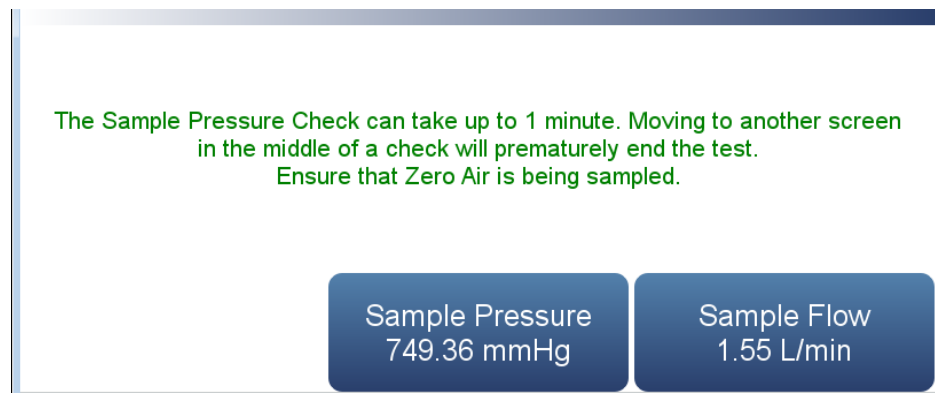 The Sample Pressure Check can take up to 1 minute. Moving to another screen
in the middle of a check will prematurely end the test.
Ensure that Zero Air is being sampled.
Sample Pressure
749.36 mmHg
Sample Flow
1.55 L/min